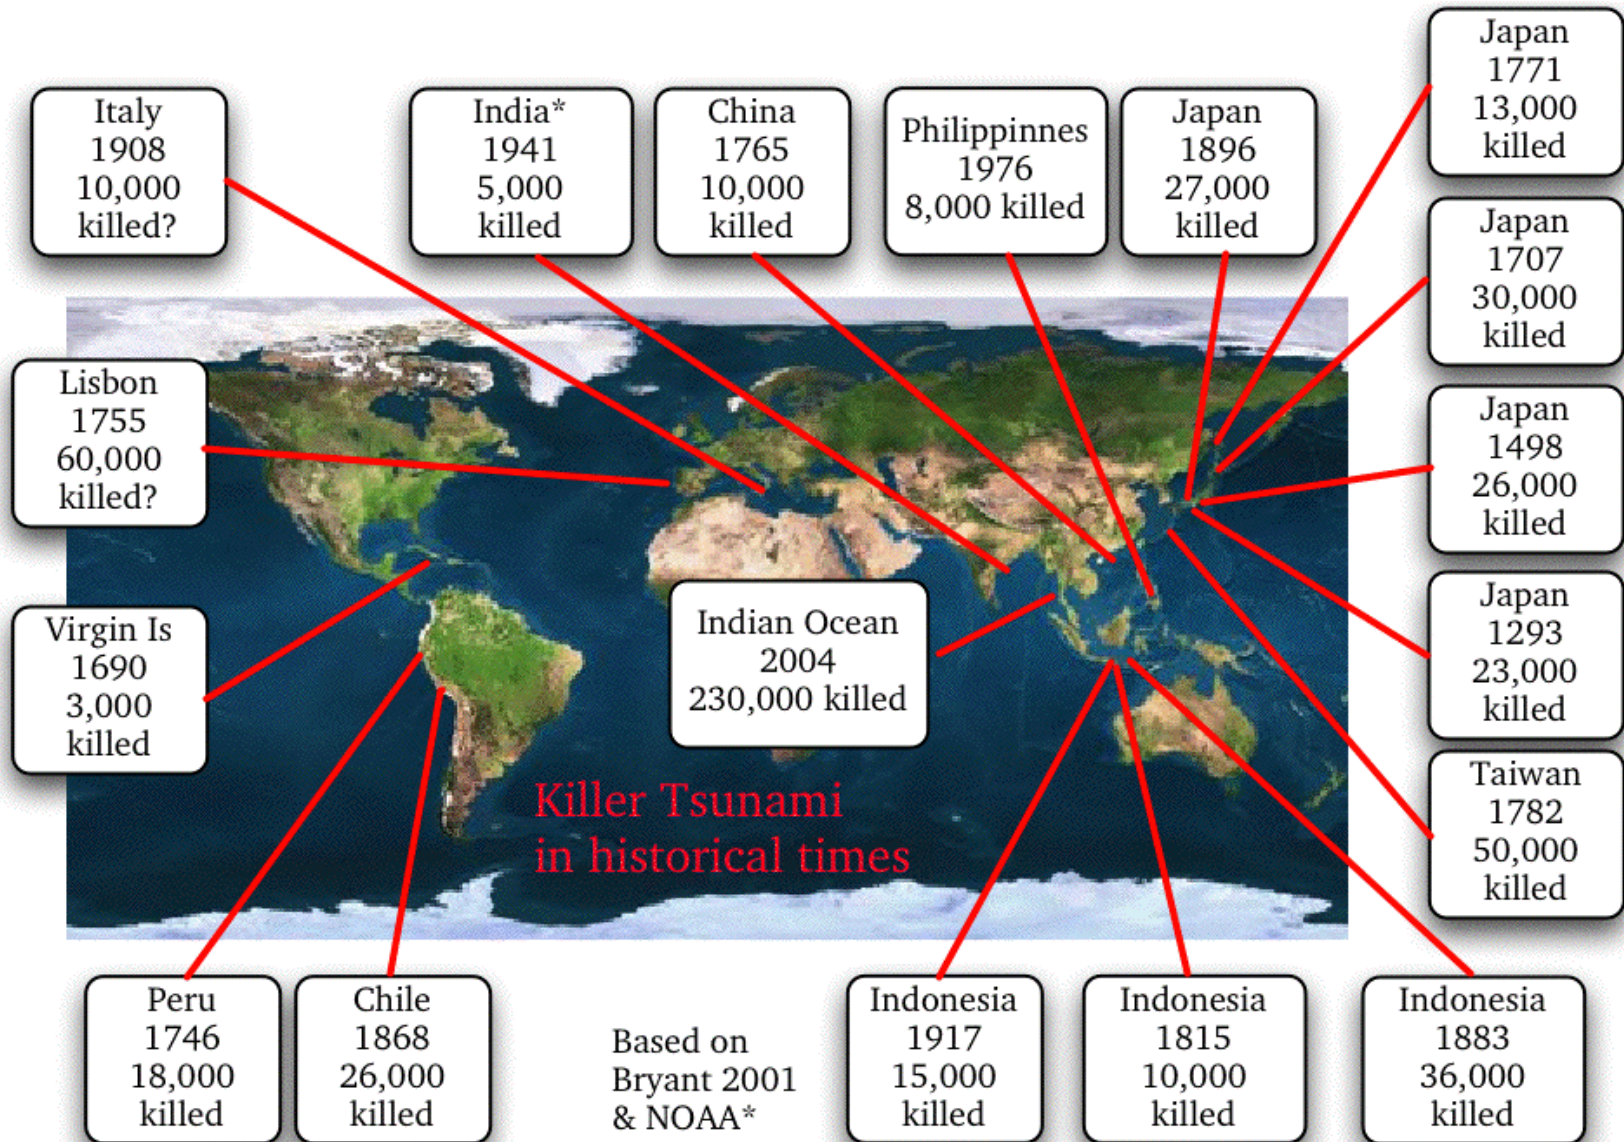 Japan
1771
13,000
killed
Italy
1908
10,000
killed?
India*
1941
5,000
killed
China
1765
10,000
killed
Philippinnes
1976
8,000 killed
Japan
1896
27,000
killed
Japan
1707
30,000
killed
Lisbon
1755
60,000
killed?
Japan
1498
26,000
killed
Virgin Is
1690
3,000
killed
Indian Ocean
2004
230,000 killed
Japan
1293
23,000
killed
Taiwan
1782
50,000
killed
Killer Tsunami
in historical times
Peru
1746
18,000
killed
Chile
1868
26,000
killed
Based on
Bryant 2001
& NOAA*
Indonesia
1917
15,000
killed
Indonesia
1815
10,000
killed
Indonesia
1883
36,000
killed